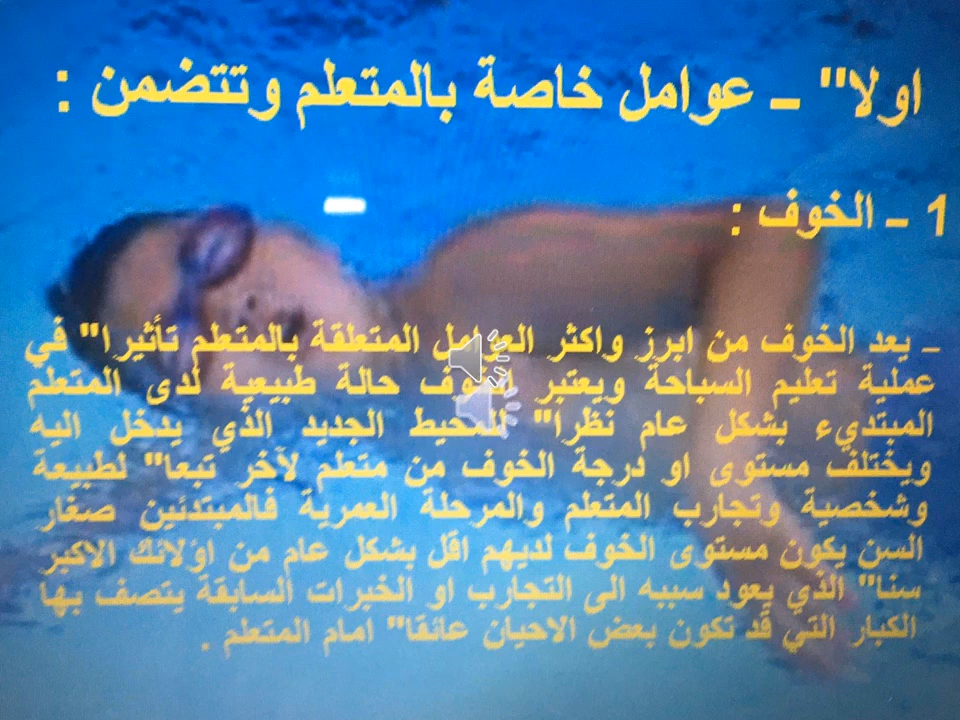 اولا" ـ عوامل خاصة بالمتعلم وتتضمن :
1 ـ الخوف :
ـ يعد الخوف من ابرز واكثر العوامل المتعلقة بالمتعلم تأثيرا" في
عملية تعليم السباحة ويعتبر الخوف حالة طبيعية لدى المتعلم
المبتديء بشكل عام نظرا" للمحيط الجديد الذي يدخل اليه
ويختلف مستوى او درجة الخوف من متعلم لآخر تبعا" لطبيعة
وشخصية وتجارب المتعلم والمرحلة العمرية فالمبتدئين صغار
السن يكون مستوى الخوف لديهم اقل بشكل عام من اؤلائك الاكبر
سنا" الذي يعود سببه الى التجارب او الخبرات السابقة يتصف بها
الكبار التي قد تكون بعض الاحيان عائقا" امام المتعلم .